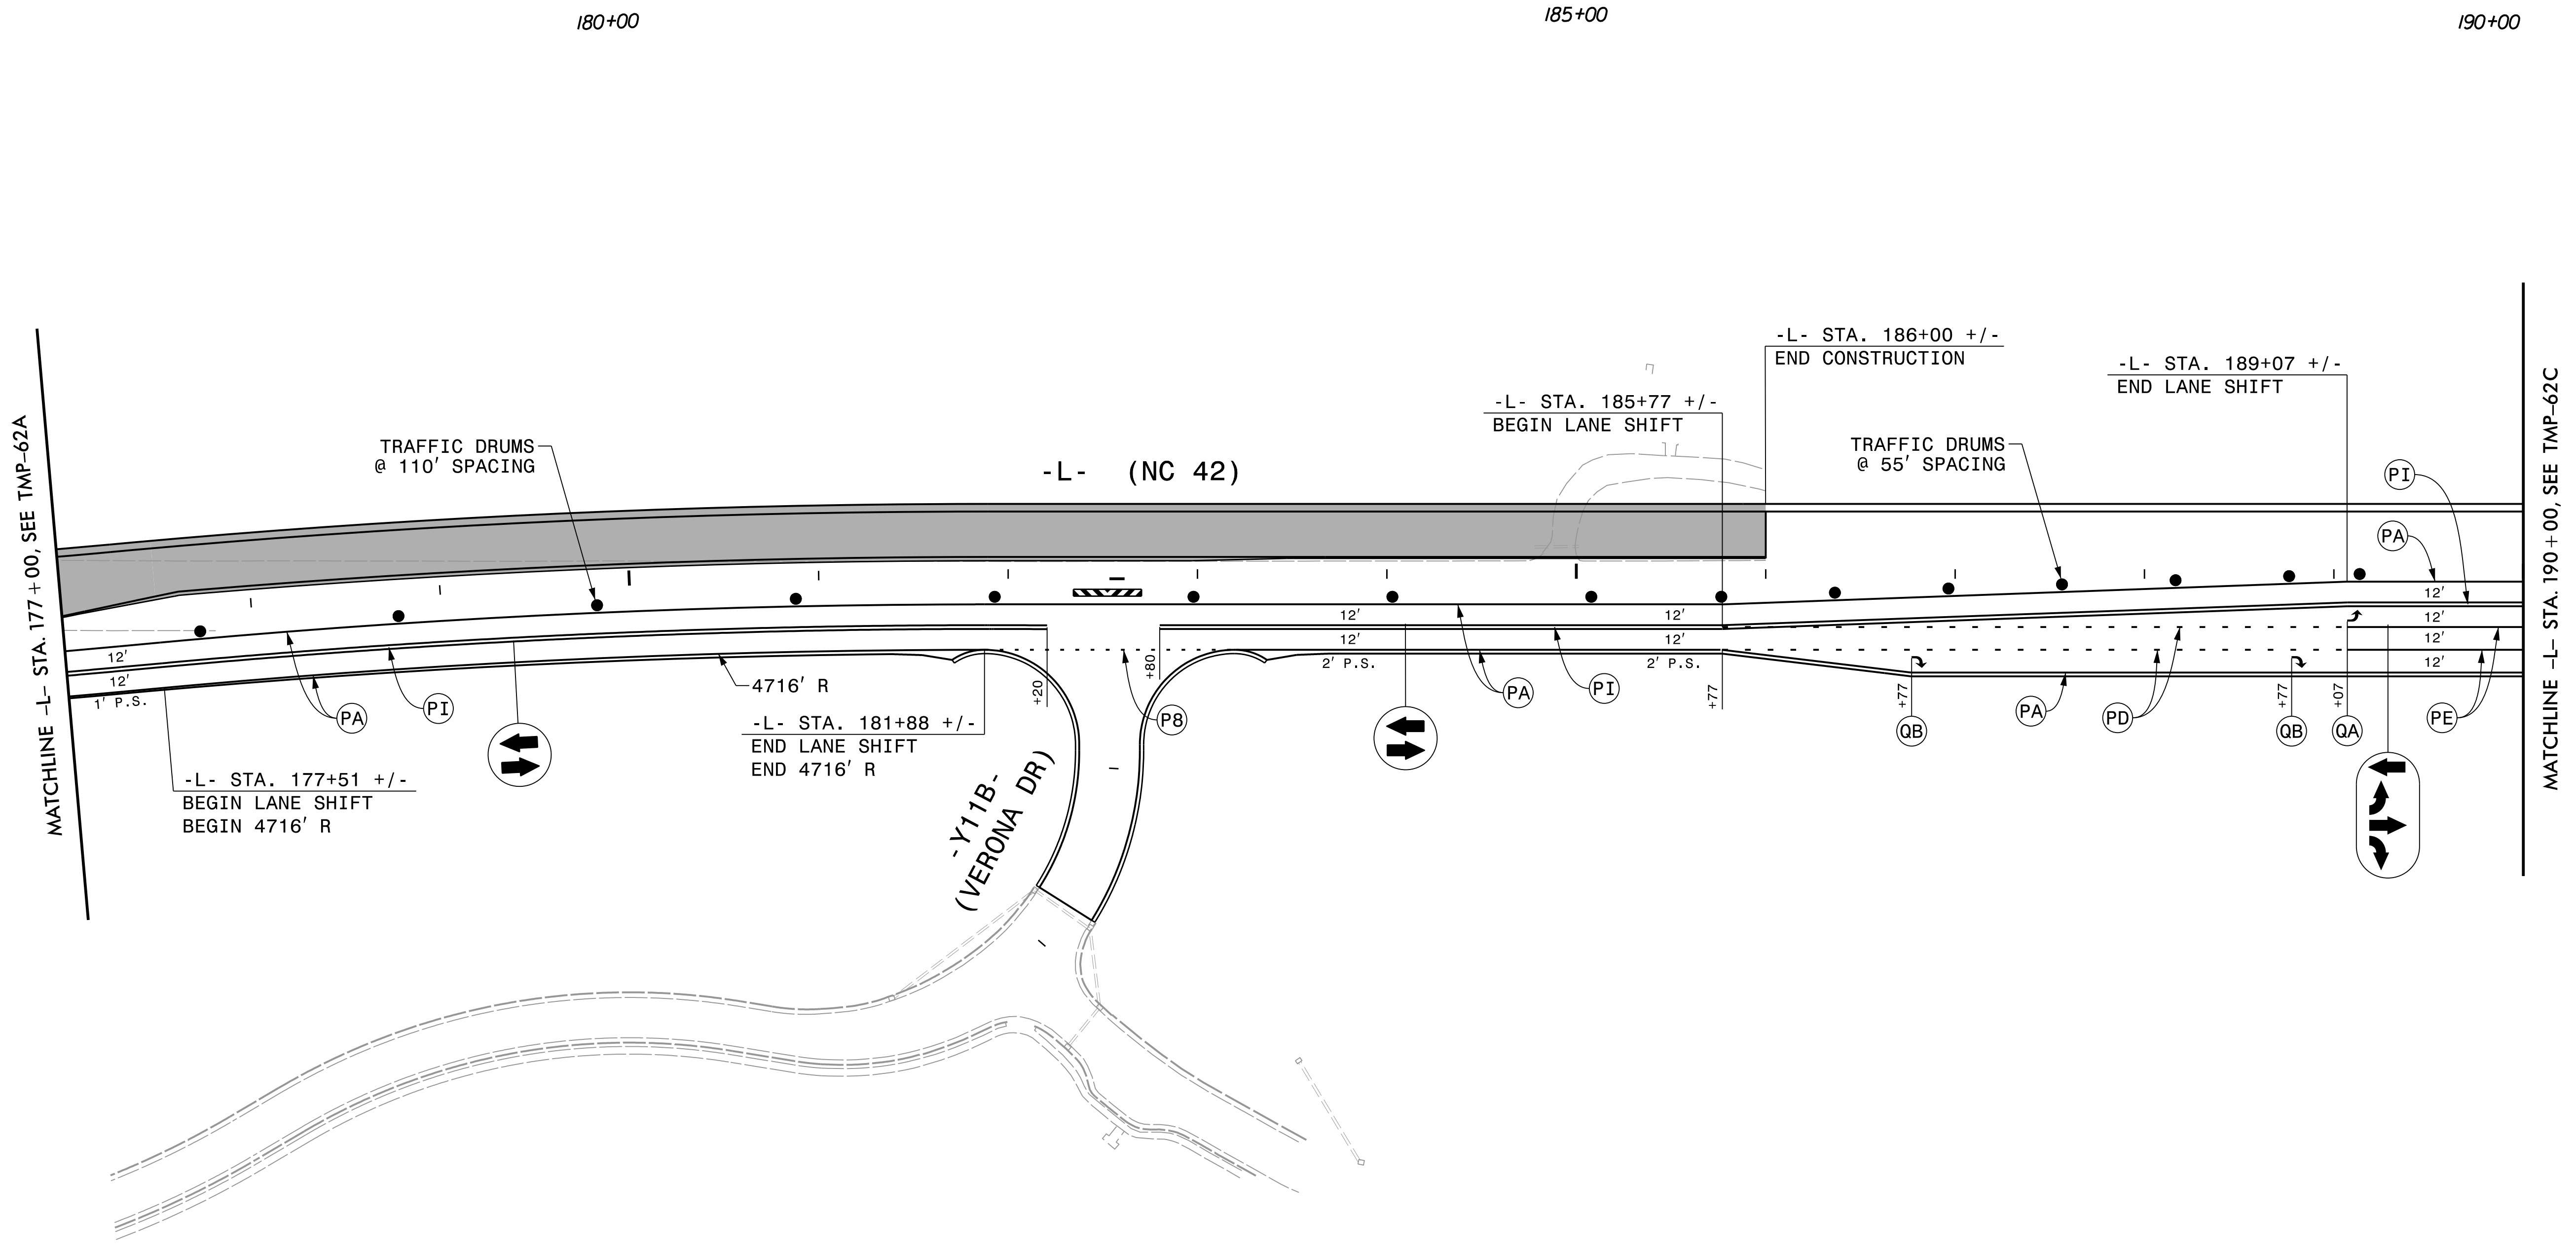 180+00
185+00
190+00
MATCHLINE -L- STA. 177+00, SEE TMP-62A
MATCHLINE -L- STA. 190+00, SEE TMP-62C
-L- STA. 186+00 +/-
END CONSTRUCTION
-L- STA. 189+07 +/-
END LANE SHIFT
-L- STA. 185+77 +/-
BEGIN LANE SHIFT
TRAFFIC DRUMS
@ 110' SPACING
-L- (NC 42)
TRAFFIC DRUMS
@ 55' SPACING
PI
PA
12'
12'
12'
12'
12'
12'
1' P.S.
12'
12'
2' P.S.
12'
12'
2' P.S.
PA
PI
4716' R
+20
+80
P8
PA
PI
+77
+77
QB
PA
PD
+77
QB
+07
QA
PE
-L- STA. 181+88 +/-
END LANE SHIFT
END 4716' R
-L- STA. 177+51 +/-
BEGIN LANE SHIFT
BEGIN 4716' R
-Y11B-
(VERONA DR)